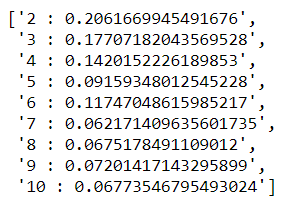 ['2 : 0.2061669945491676',
'3 : 0.17707182043569528',
'4 : 0.1420152226189853',
'5 : 0.09159348012545228',
'6 : 0.11747048615985217',
'7 : 0.062171409635601735',
'8 : 0.0675178491109012',
'9 : 0.07201417143295899',
'10 : 0.06773546795493024']